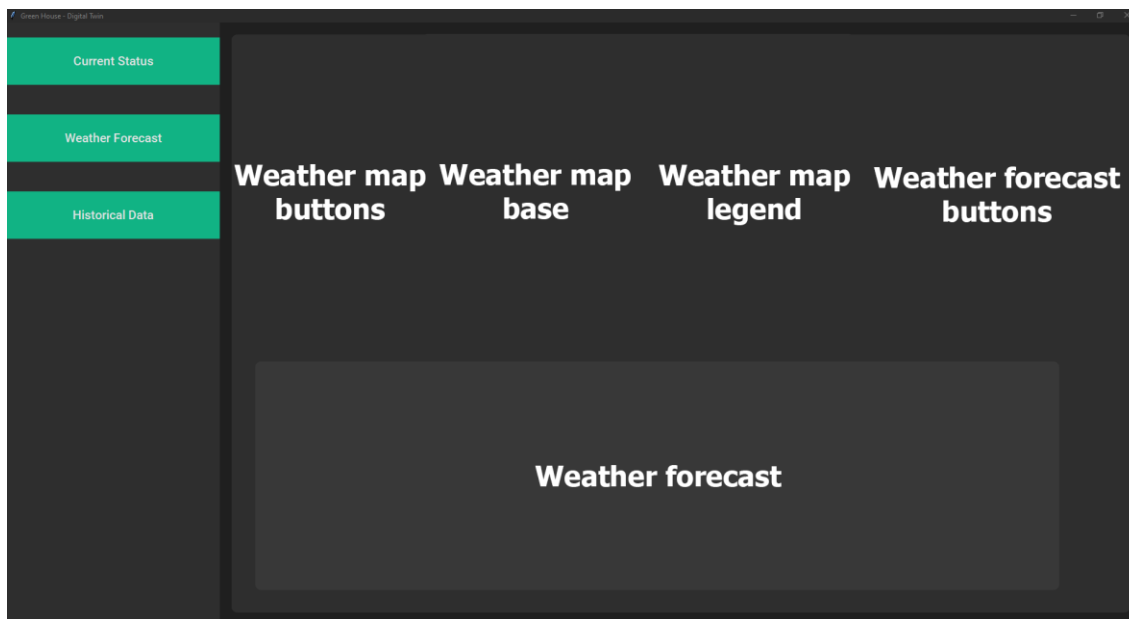 Green House - Digital Twin
Current Status
Weather Forecast
Historical Data
Weather map
buttons
Weather map
base
Weather map
legend
Weather forecast
buttons
Weather forecast